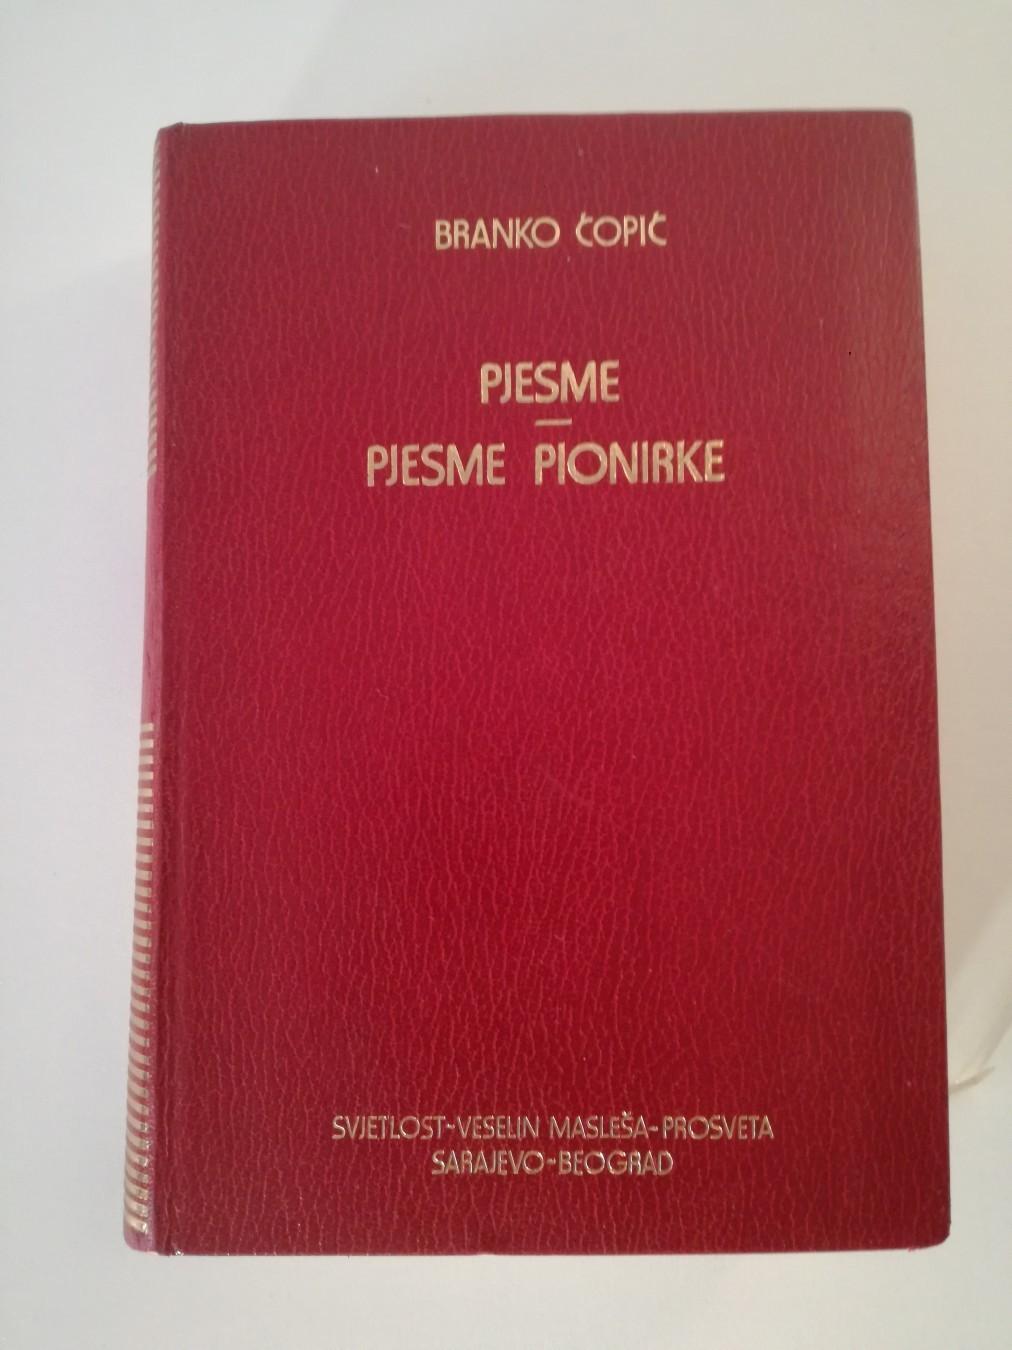 BRANKO ĆOPIĆ
PJESME
PJESME PIONIRKE
SVJETLOST-VESELIN MASLEŠA-PROSVETA
SARAJEVO-BEOGRAD